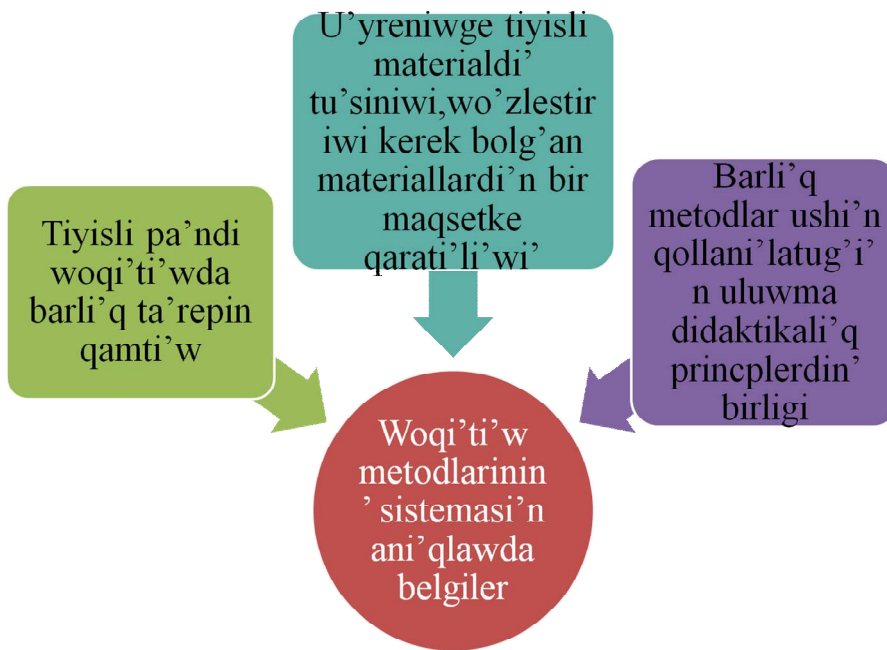 U’yreniwge tiyisli
materialdi’
tu’siniwi,wo’zlestir
iwi kerek bolg’an
materiallardi’n bir
maqsetke
qarati’li’wi’
Tiyisli pa’ndi
woqi’ti’wda
barli’q ta’repin
qamti’w
Barli’q
metodlar ushi’n
qollani’latug’i’
n uluwma
didaktikali’q
princplerdin’
birligi
Woqi’ti’w
metodlarinin
’ sistemasi’n
ani’qlawda
belgiler